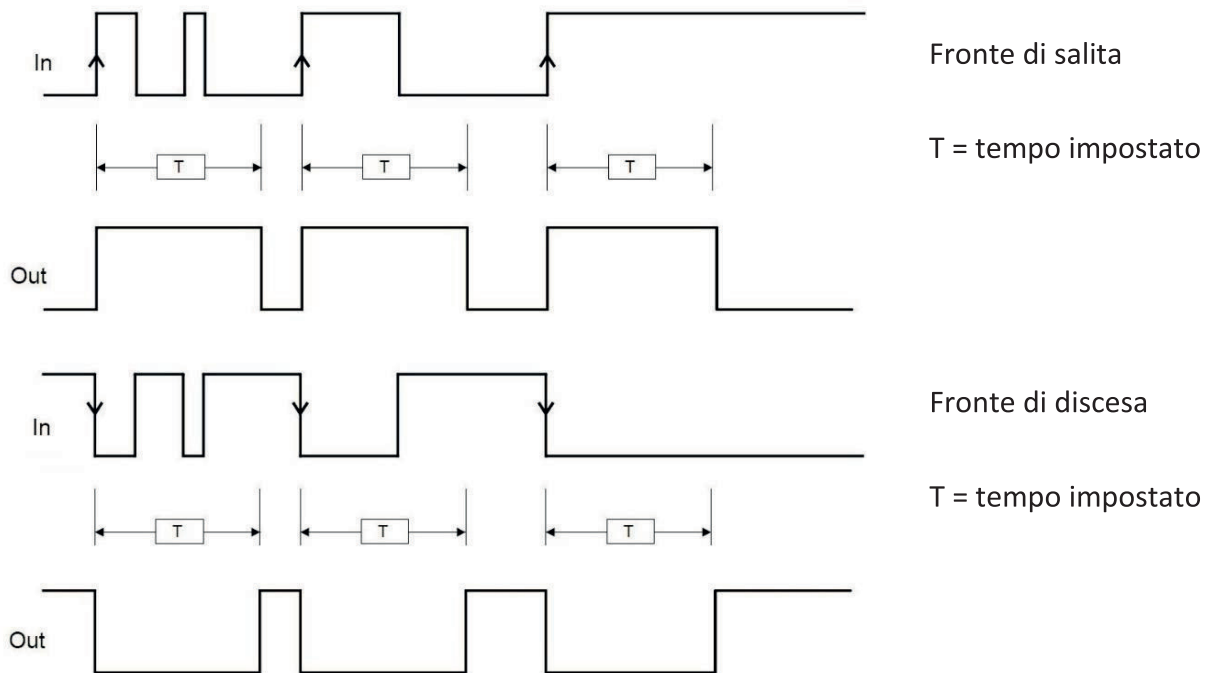 In
Fronte di salita
T = tempo impostato
T
T
T
Out
In
Fronte di discesa
T = tempo impostato
T
T
T
Out